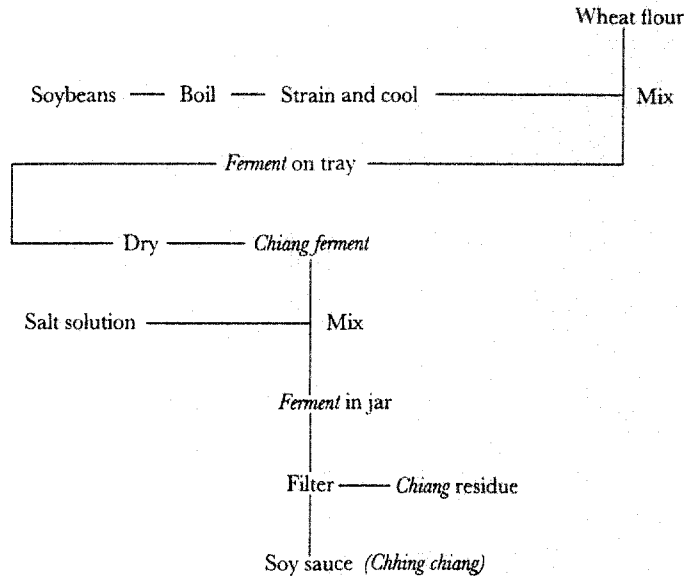 Wheat flour
Soybeans Boil Strain and cool Mix
Ferment on tray
Dry Chiang ferment
Salt solution Mix
Ferment in jar
Filter Chiang residue
Soy sauce (Chhing chiang)